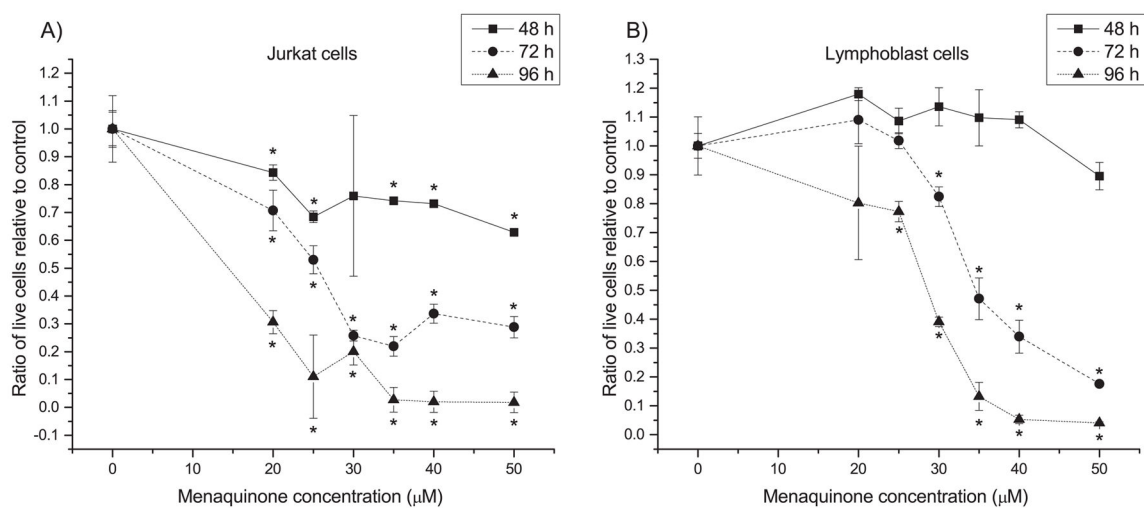 A)
Jurkat cells
48 h
72 h
96 h
Ratio of live cells relative to control
1.2
1.1
1.0
0.9
0.8
0.7
0.6
0.5
0.4
0.3
0.2
0.1
0.0
-0.1
* * * * *
* * * * * *
* * * * * *
0 10 20 30 40 50
Menaquinone concentration (μM)
B)
Lymphoblast cells
48 h
72 h
96 h
Ratio of live cells relative to control
1.3
1.2
1.1
1.0
0.9
0.8
0.7
0.6
0.5
0.4
0.3
0.2
0.1
0.0
* * * *
* * * * *
0 10 20 30 40 50
Menaquinone concentration (μM)